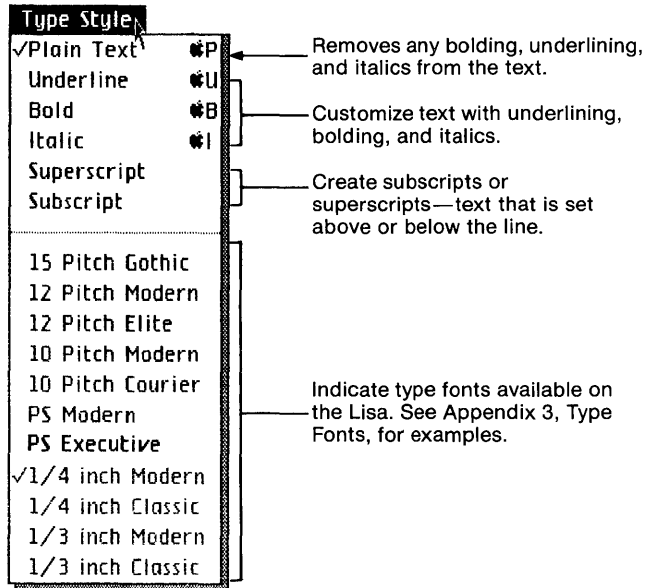 Type Style
✓Plain Text P
Underline U
Bold B
Italic I
Superscript
Subscript
15 Pitch Gothic
12 Pitch Modern
12 Pitch Elite
10 Pitch Modern
10 Pitch Courier
PS Modern
PS Executive
✓1/4 inch Modern
1/4 inch Classic
1/3 inch Modern
1/3 inch Classic
Removes any bolding, underlining,
and italics from the text.
Customize text with underlining,
bolding, and italics.
Create subscripts or
superscripts—text that is set
above or below the line.
Indicate type fonts available on
the Lisa. See Appendix 3, Type
Fonts, for examples.